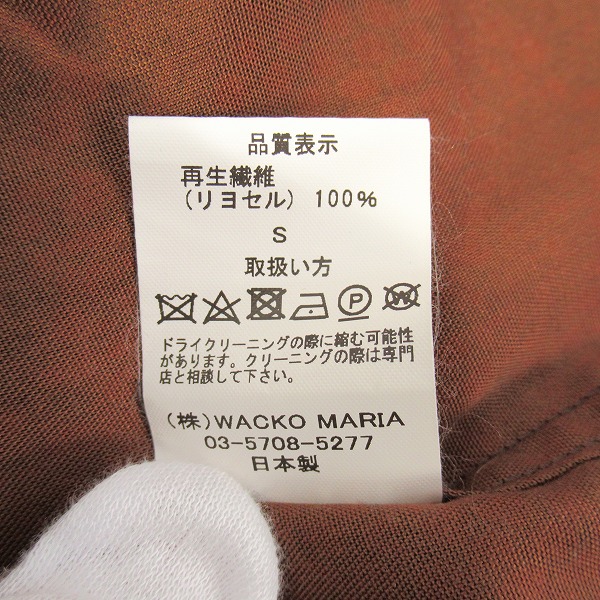 品質表示
再生繊維
(リヨセル) 100%
S
取扱い方
P W
ドライクリーニングの際に縮む可能性
があります。クリーニングの際は専門
店と相談して下さい。
(株)WACKO MARIA
03-5708-5277
日本製